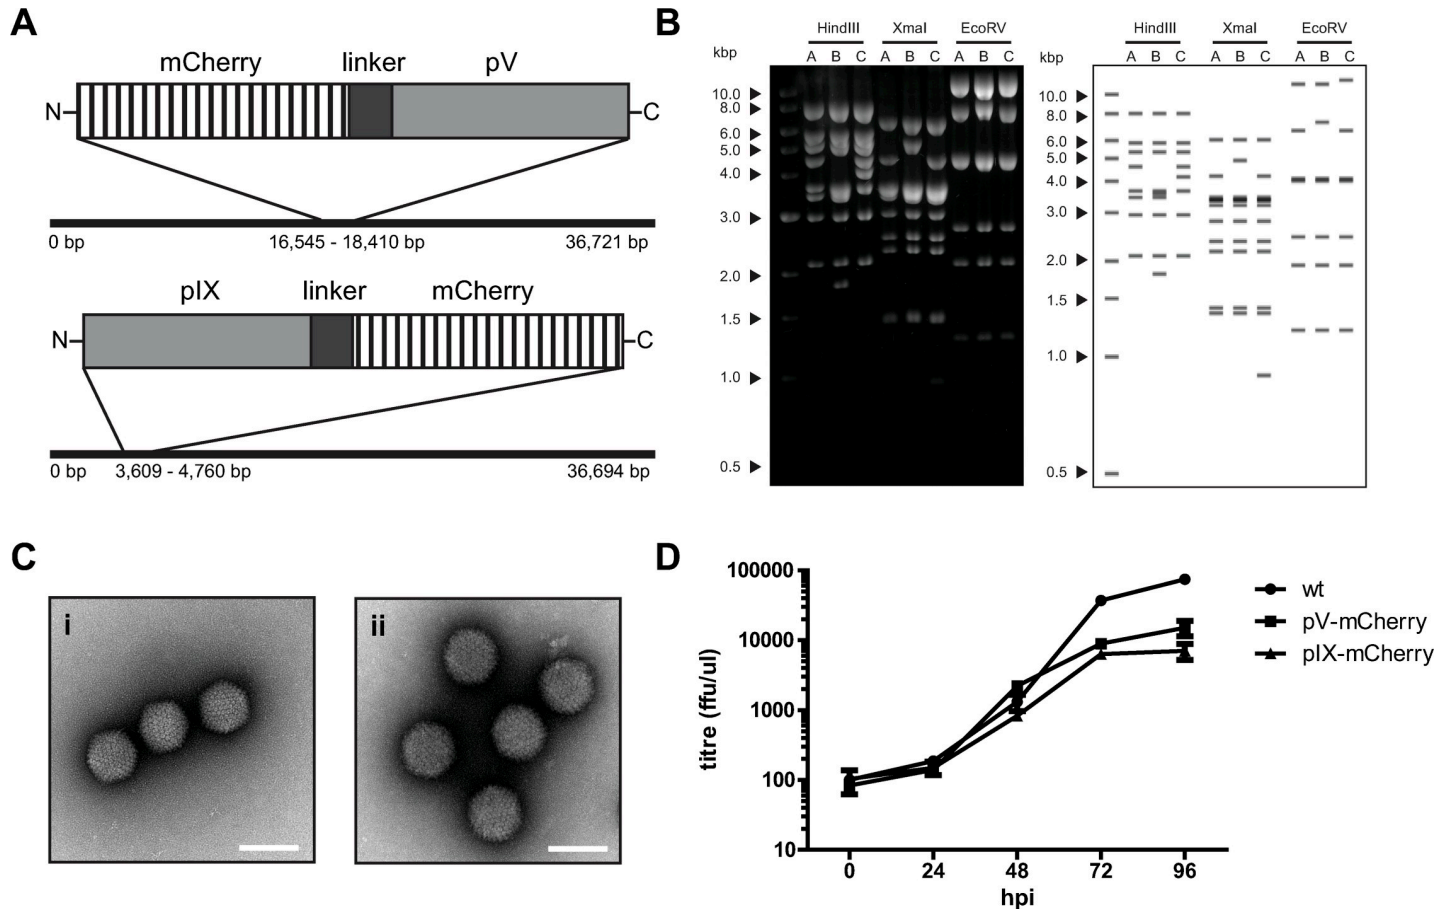 A
mCherry linker pV
N C
0 bp 16,545 - 18,410 bp 36,721 bp
pIX linker mCherry
N C
0 bp 3,609 - 4,760 bp 36,694 bp
B
HindIII XmaI EcoRV
kbp A B C A B C A B C
10.0
8.0
6.0
5.0
4.0
3.0
2.0
1.5
1.0
0.5
HindIII XmaI EcoRV
kbp A B C A B C A B C
10.0
8.0
6.0
5.0
4.0
3.0
2.0
1.5
1.0
0.5
C
i
ii
D
titre (ffu/ul)
100000
10000
1000
100
10
0 24 48 72 96
hpi
wt
pV-mCherry
pIX-mCherry